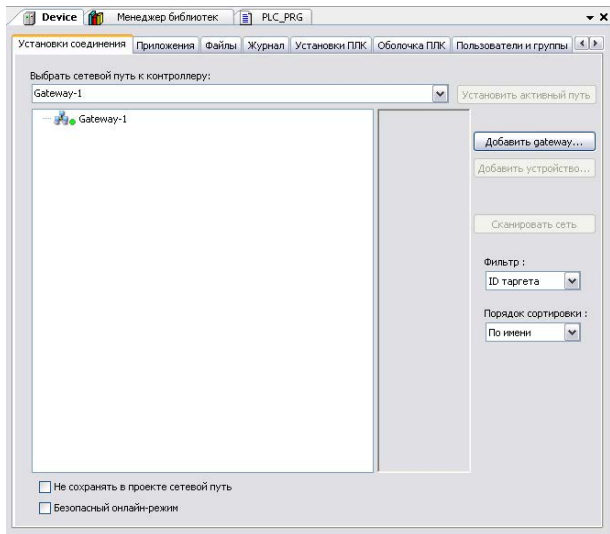 Device Менеджер библиотек PLC_PRG
Установки соединения Приложения Файлы Журнал Установки ПЛК Оболочка ПЛК Пользователи и группы
Выбрать сетевой путь к контроллеру:
Gateway-1 Установить активный путь
Gateway-1
Добавить gateway...
Добавить устройство...
Сканировать сеть
Фильтр :
ID таргета
Порядок сортировки :
По имени
Не сохранять в проекте сетевой путь
Безопасный онлайн-режим